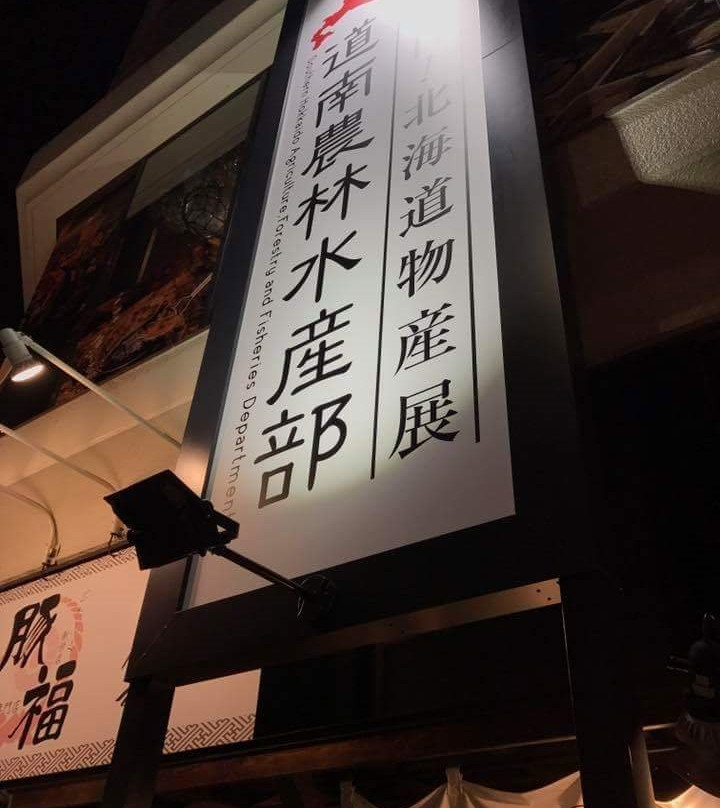 北海道物産展
道南農林水産部
Southern Hokkaido Agriculture,Forestry and Fisheries Department
豚福